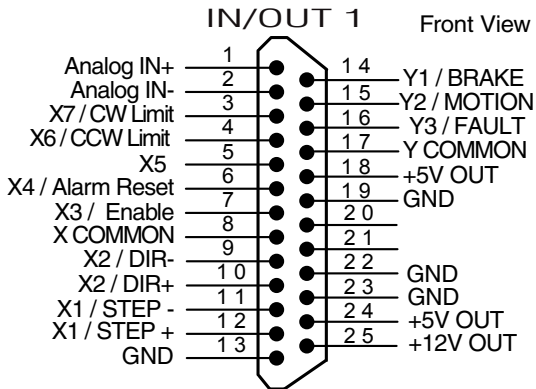 IN/OUT 1
Front View
1 Analog IN+
2 Analog IN-
3 X7 / CW Limit
4 X6 / CCW Limit
5 X5
6 X4 / Alarm Reset
7 X3 / Enable
8 X COMMON
9 X2 / DIR-
10 X2 / DIR+
11 X1 / STEP -
12 X1 / STEP +
13 GND
14 Y1 / BRAKE
15 Y2 / MOTION
16 Y3 / FAULT
17 Y COMMON
18 +5V OUT
19 GND
20
21
22 GND
23 GND
24 +5V OUT
25 +12V OUT